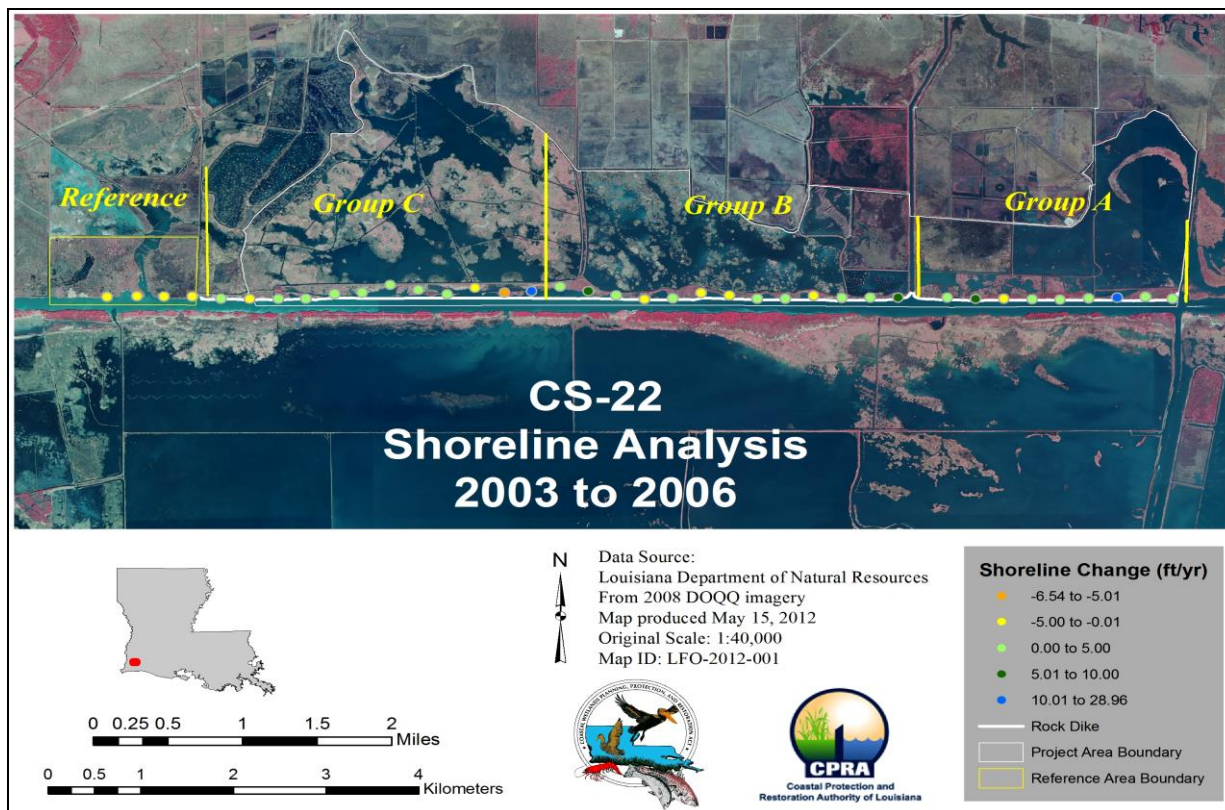 Reference
Group C
Group B
Group A
CS-22
Shoreline Analysis
2003 to 2006
0 0.25 0.5 1 1.5 2
Miles
0 0.5 1 2 3 4
Kilometers
N
Data Source:
Louisiana Department of Natural Resources
From 2008 DOQQ imagery
Map produced May 15, 2012
Original Scale: 1:40,000
Map ID: LFO-2012-001
CPRA
Coastal Protection and
Restoration Authority of Louisiana
Shoreline Change (ft/yr)
-6.54 to -5.01
-5.00 to -0.01
0.00 to 5.00
5.01 to 10.00
10.01 to 28.96
Rock Dike
Project Area Boundary
Reference Area Boundary